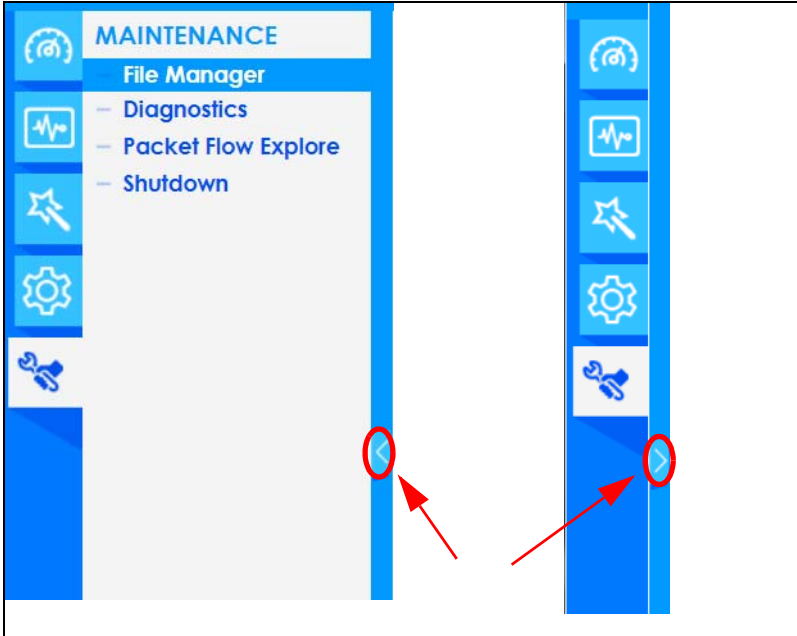 MAINTENANCE
File Manager
Diagnostics
Packet Flow Explore
Shutdown